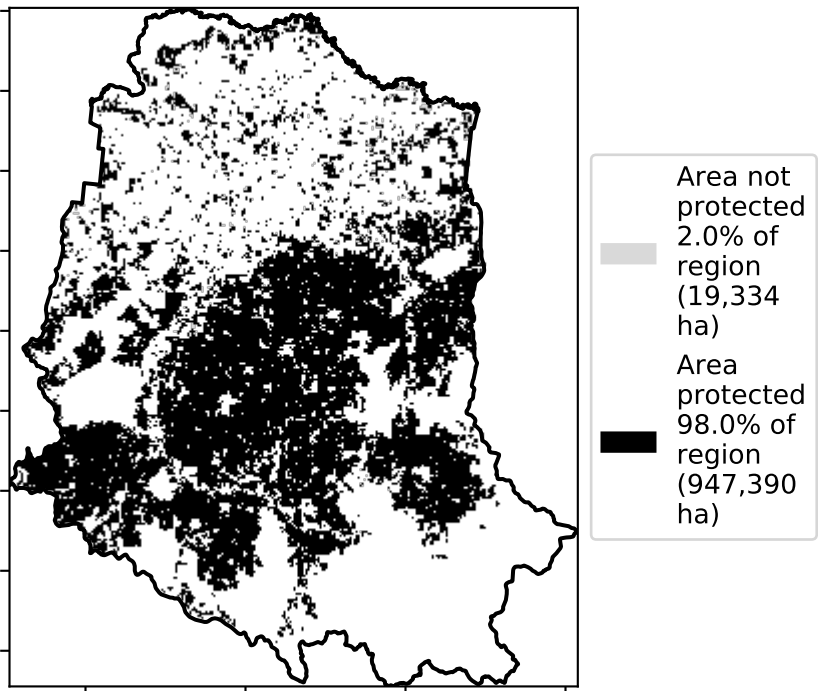 Area not
protected
2.0% of
region
(19,334
ha)
Area
protected
98.0% of
region
(947,390
ha)